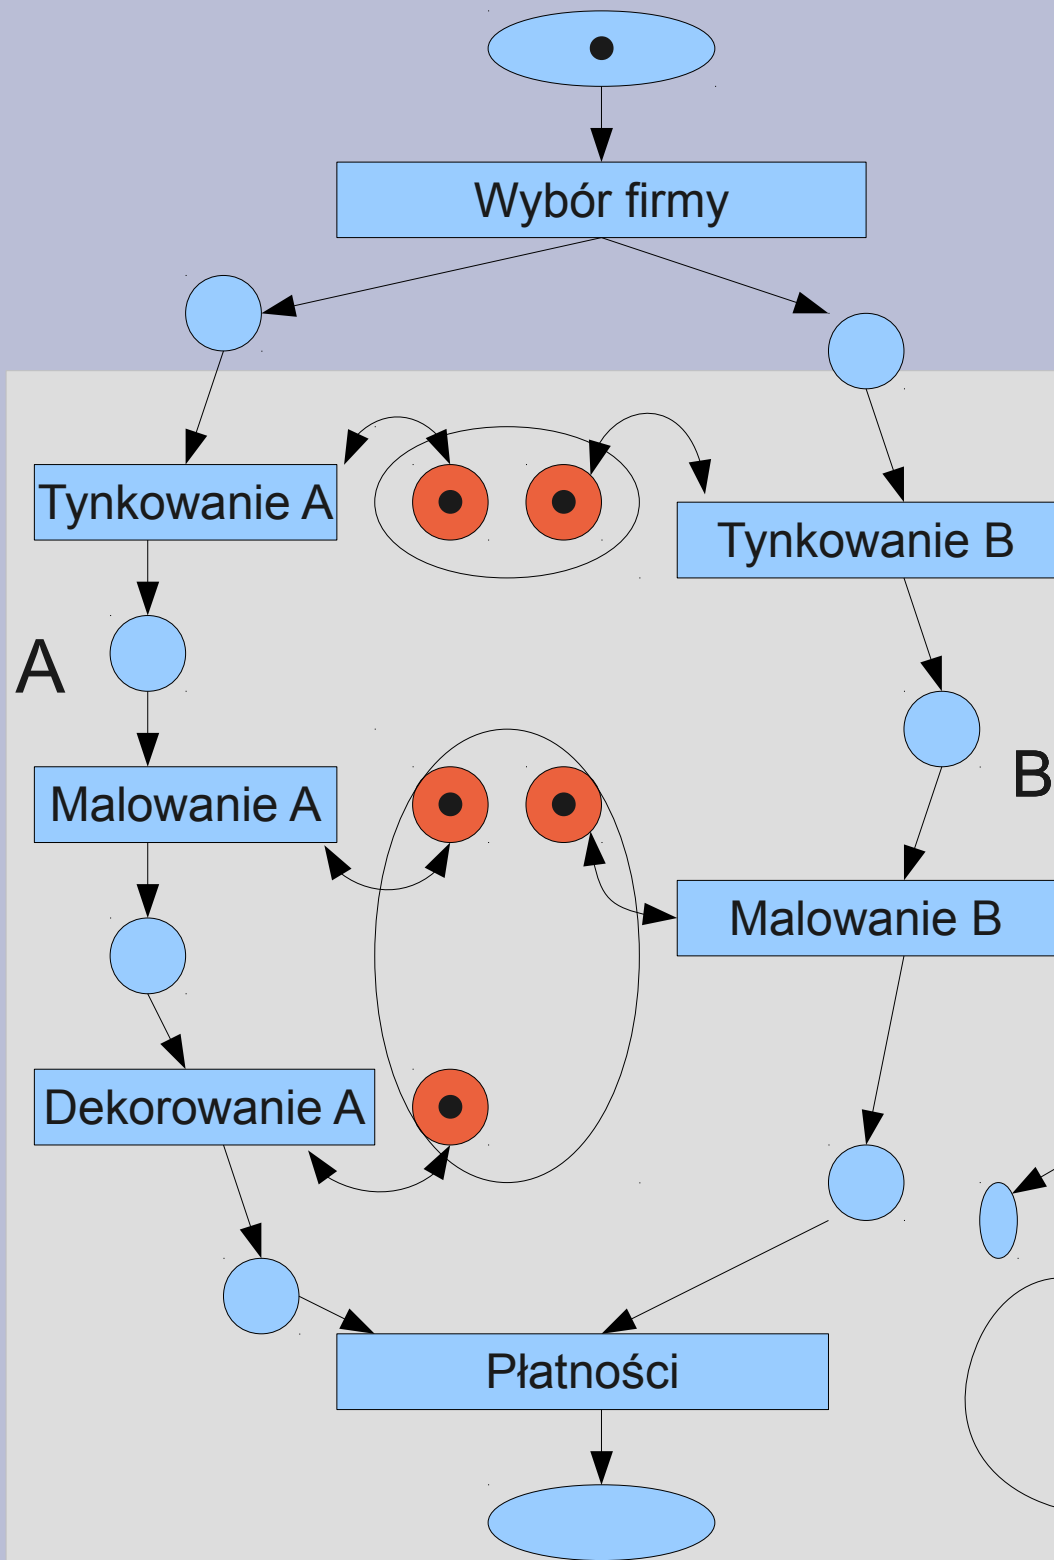 Wybór firmy
Tynkowanie A
Tynkowanie B
A
B
Malowanie A
Malowanie B
Dekorowanie A
Płatności